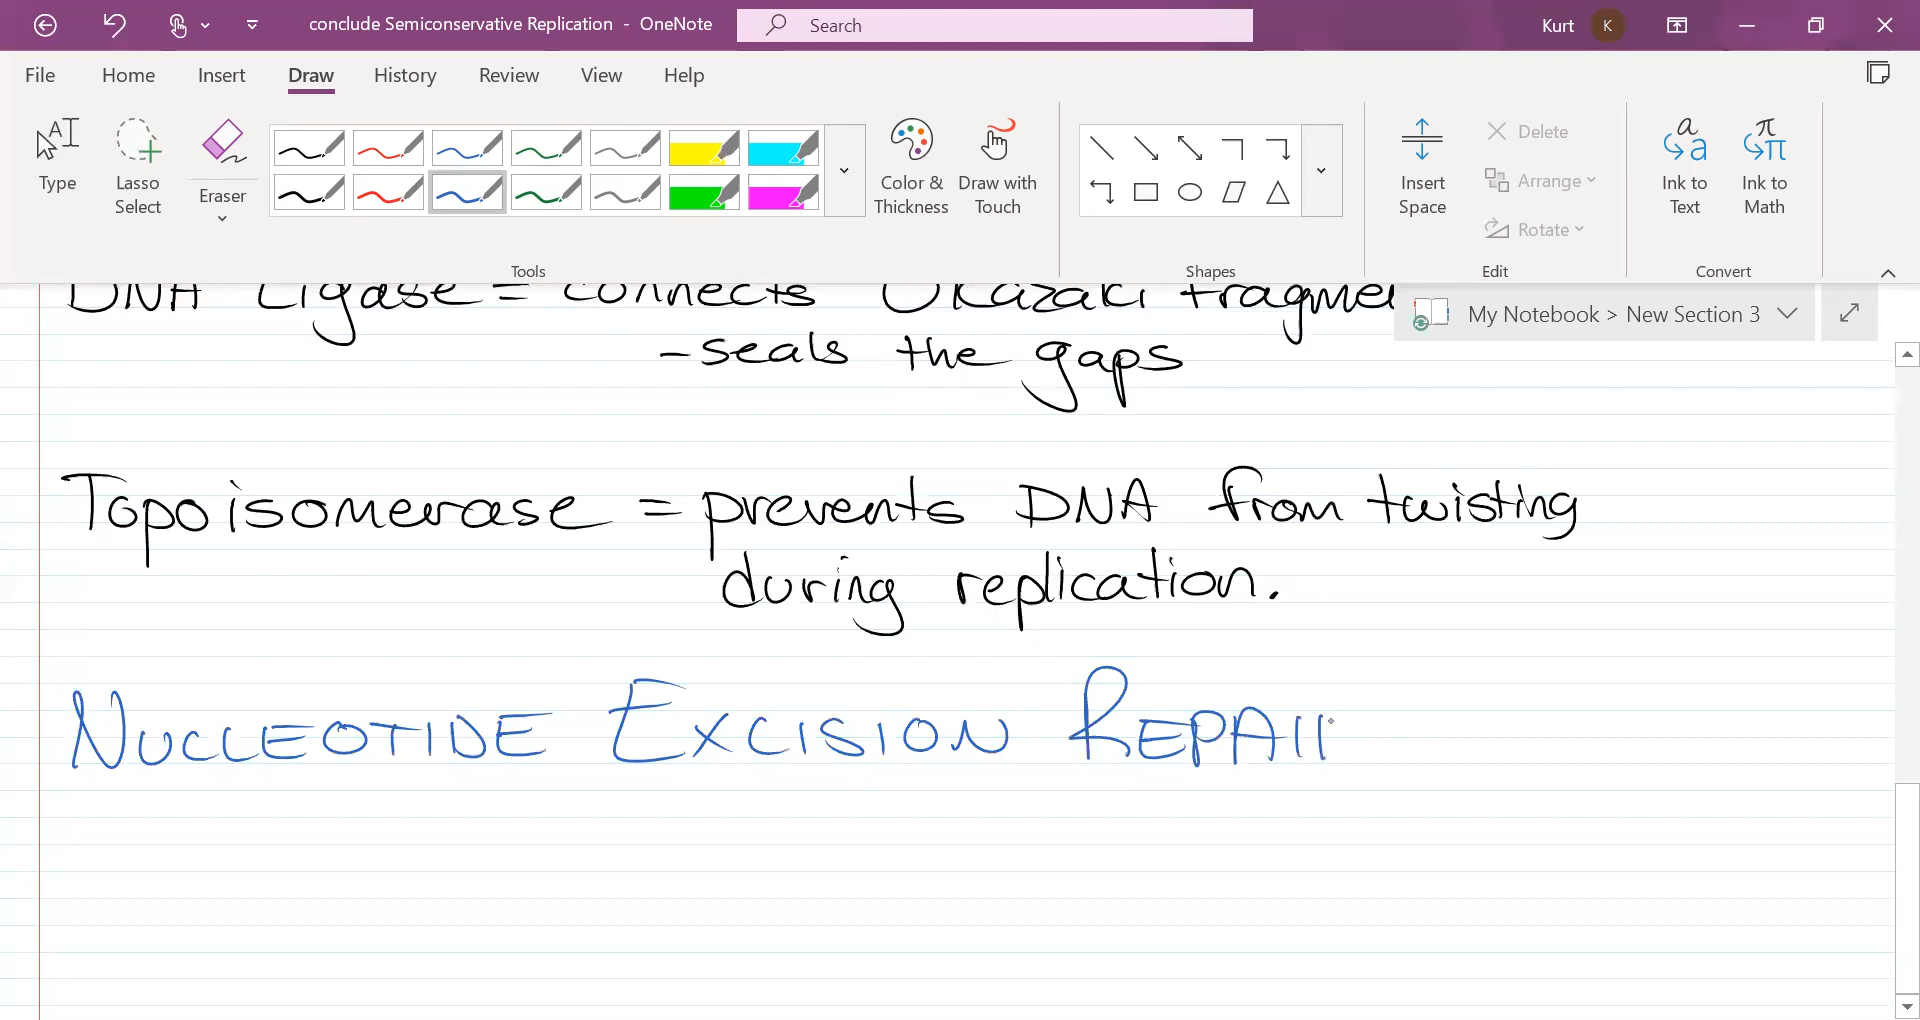 conclude Semiconservative Replication - OneNote
Search
Kurt K
File Home Insert Draw History Review View Help
Type
Lasso Select
Eraser
Color & Thickness
Draw with Touch
Insert Space
Delete
Arrange
Rotate
Ink to Text
Ink to Math
Tools Shapes Edit Convert
My Notebook > New Section 3
DNA Ligase = connects Okazaki fragme
- seals the gaps
Topoisomerase = prevents DNA from twisting
during replication.
NUCLEOTIDE EXCISION REPAI